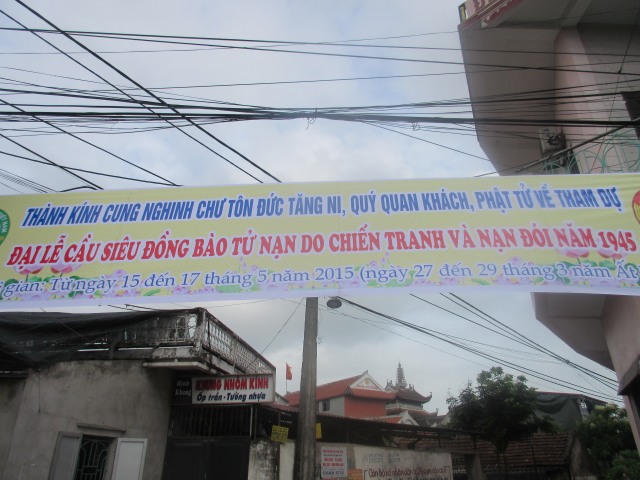 THÀNH KÍNH CUNG NGHINH CHƯ TÔN ĐỨC TĂNG NI, QUÝ QUAN KHÁCH, PHẬT TỬ VỀ THAM DỰ
ĐẠI LỄ CẦU SIÊU ĐỒNG BÀO TỬ NẠN DO CHIẾN TRANH VÀ NẠN ĐÓI NĂM 1945
gian: Từ ngày 15 đến 17 tháng 5 năm 2015 (ngày 27 đến 29 tháng 3 năm Ấ
KHUNG NHÔM KÍNH
Ốp trần - Tường nhựa